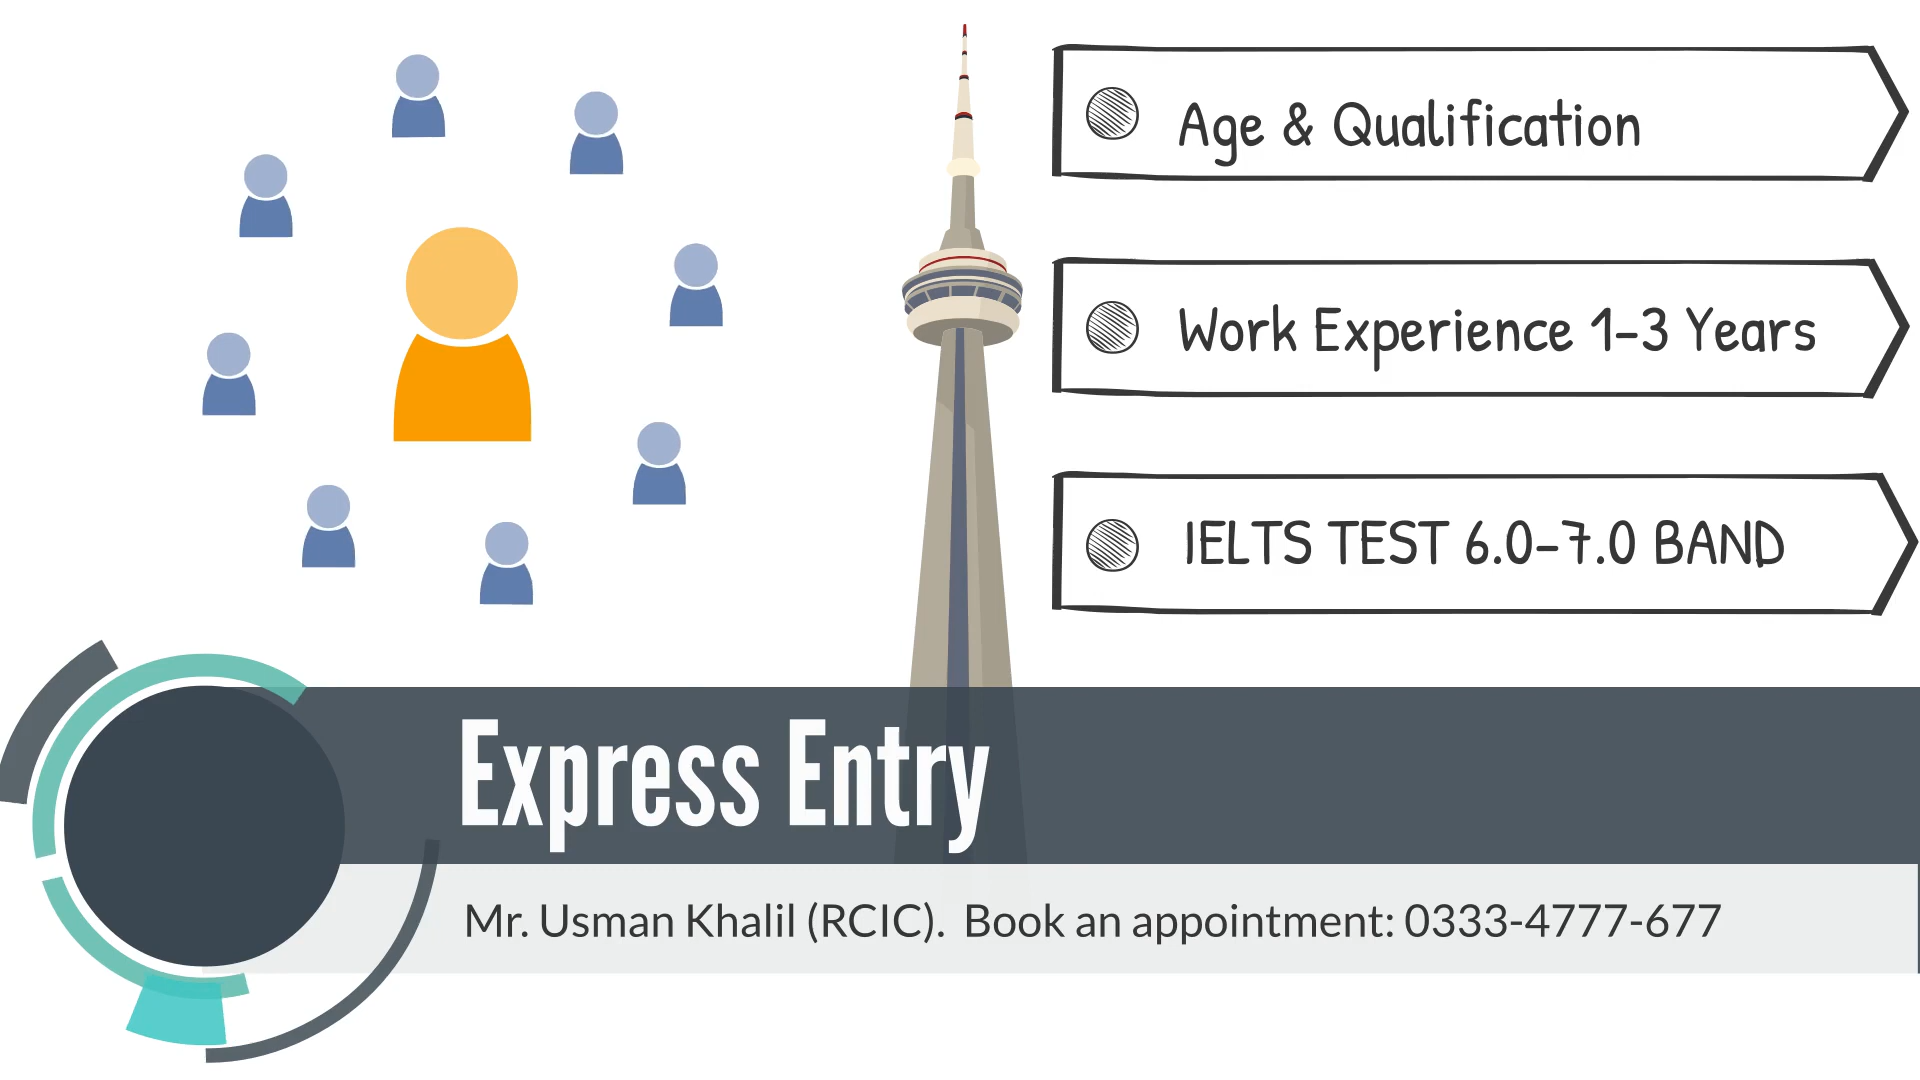 Age & Qualification
Work Experience 1-3 Years
IELTS TEST 6.0-7.0 BAND
Express Entry
Mr. Usman Khalil (RCIC).  Book an appointment: 0333-4777-677